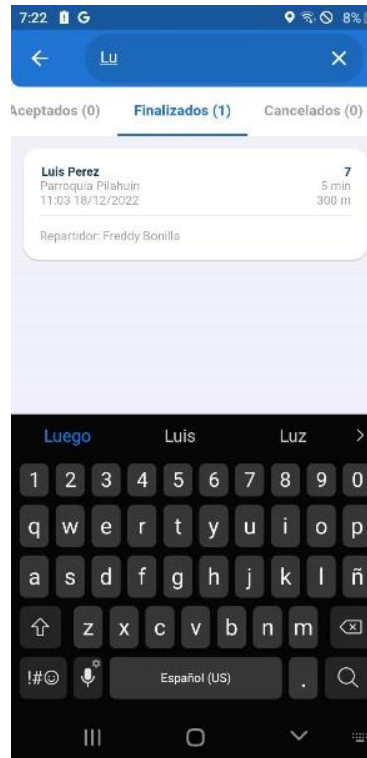 7:22 G 8%
Lu
Aceptados (0) Finalizados (1) Cancelados (0)
Luis Perez 7
Parroquia Pilahuin 5 min
11:03 18/12/2022 300 m
Repartidor: Freddy Bonilla
Luego Luis Luz >
1 2 3 4 5 6 7 8 9 0
q w e r t y u i o p
a s d f g h j k l ñ
z x c v b n m
!#☺ Español (US) .